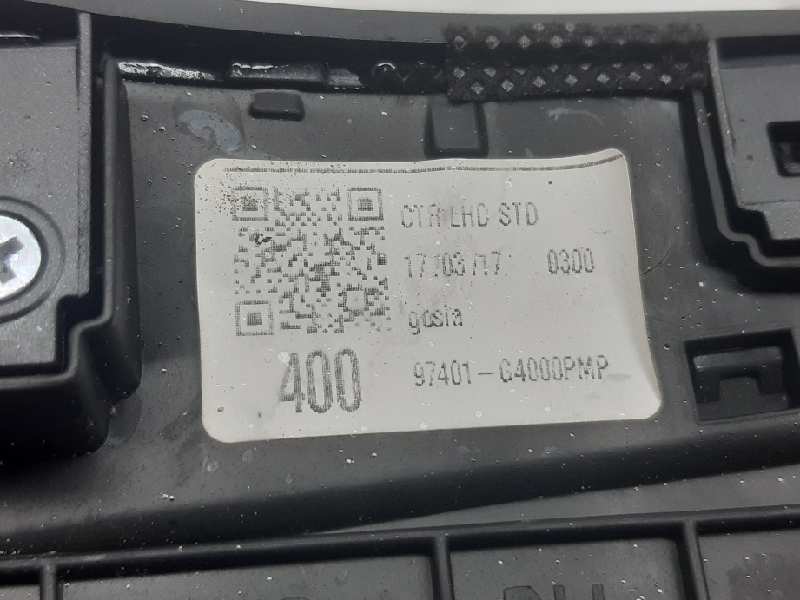 CTR LHD STD
17/03/17 0300
gosia
400 97401-G4000PMP